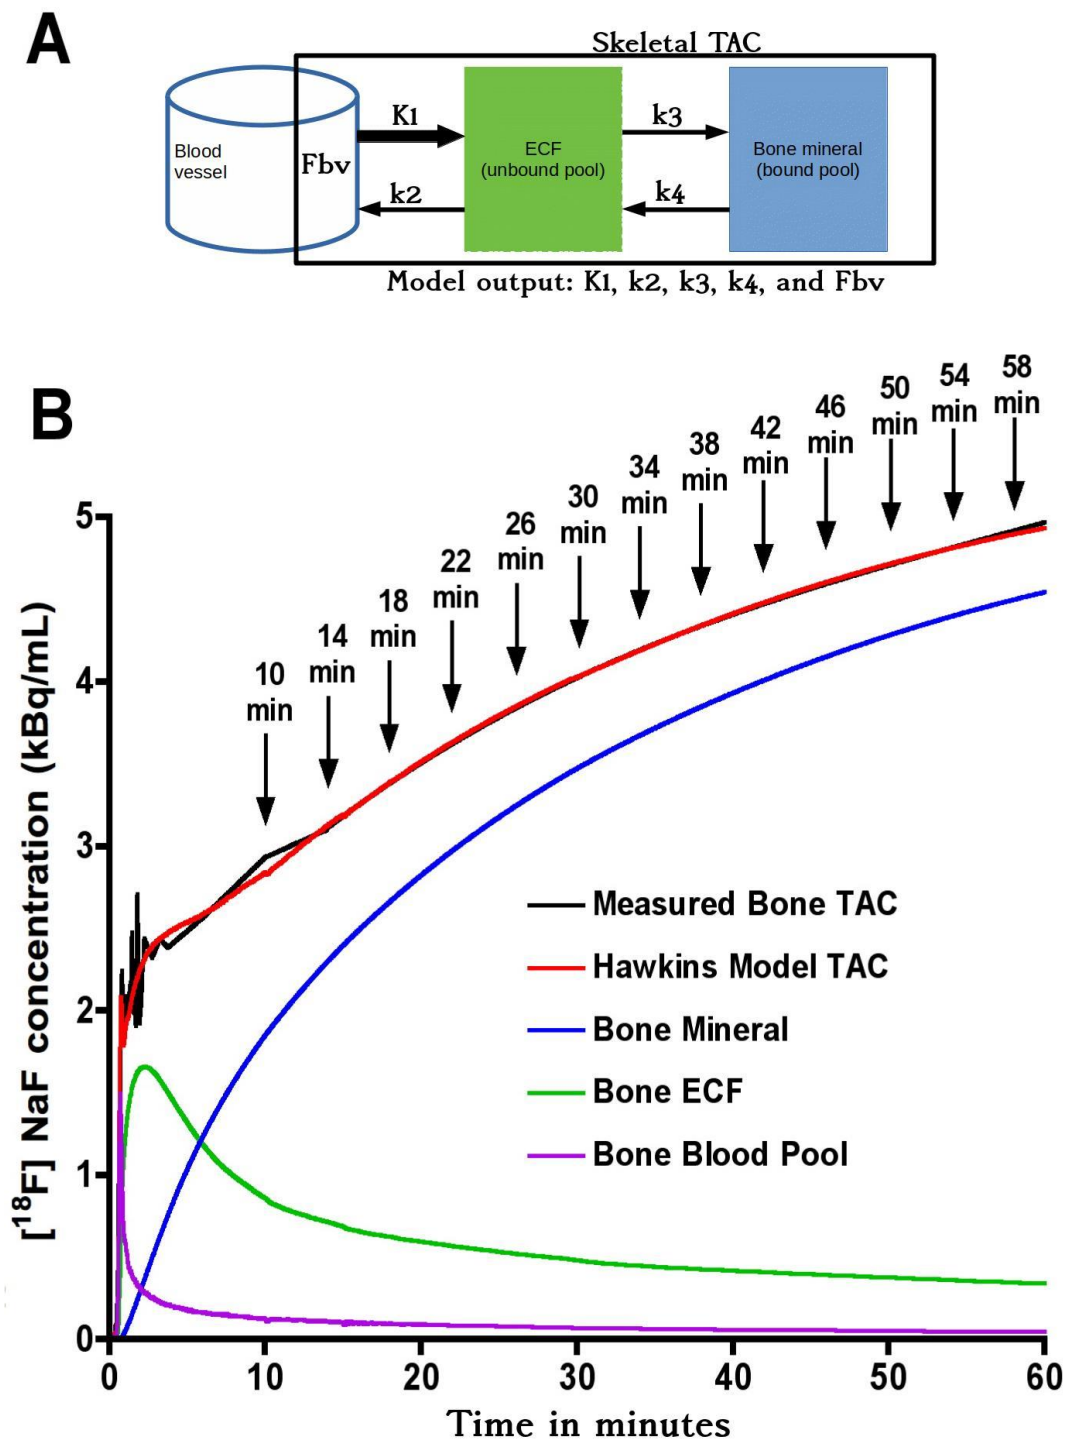 A
Skeletal TAC
Blood
vessel
Fbv
K1
k2
ECF
(unbound pool)
k3
k4
Bone mineral
(bound pool)
Model output: K1, k2, k3, k4, and Fbv
B
10
min
14
min
18
min
22
min
26
min
30
min
34
min
38
min
42
min
46
min
50
min
54
min
58
min
[18F] NaF concentration (kBq/mL)
5
4
3
2
1
0
Measured Bone TAC
Hawkins Model TAC
Bone Mineral
Bone ECF
Bone Blood Pool
0 10 20 30 40 50 60
Time in minutes